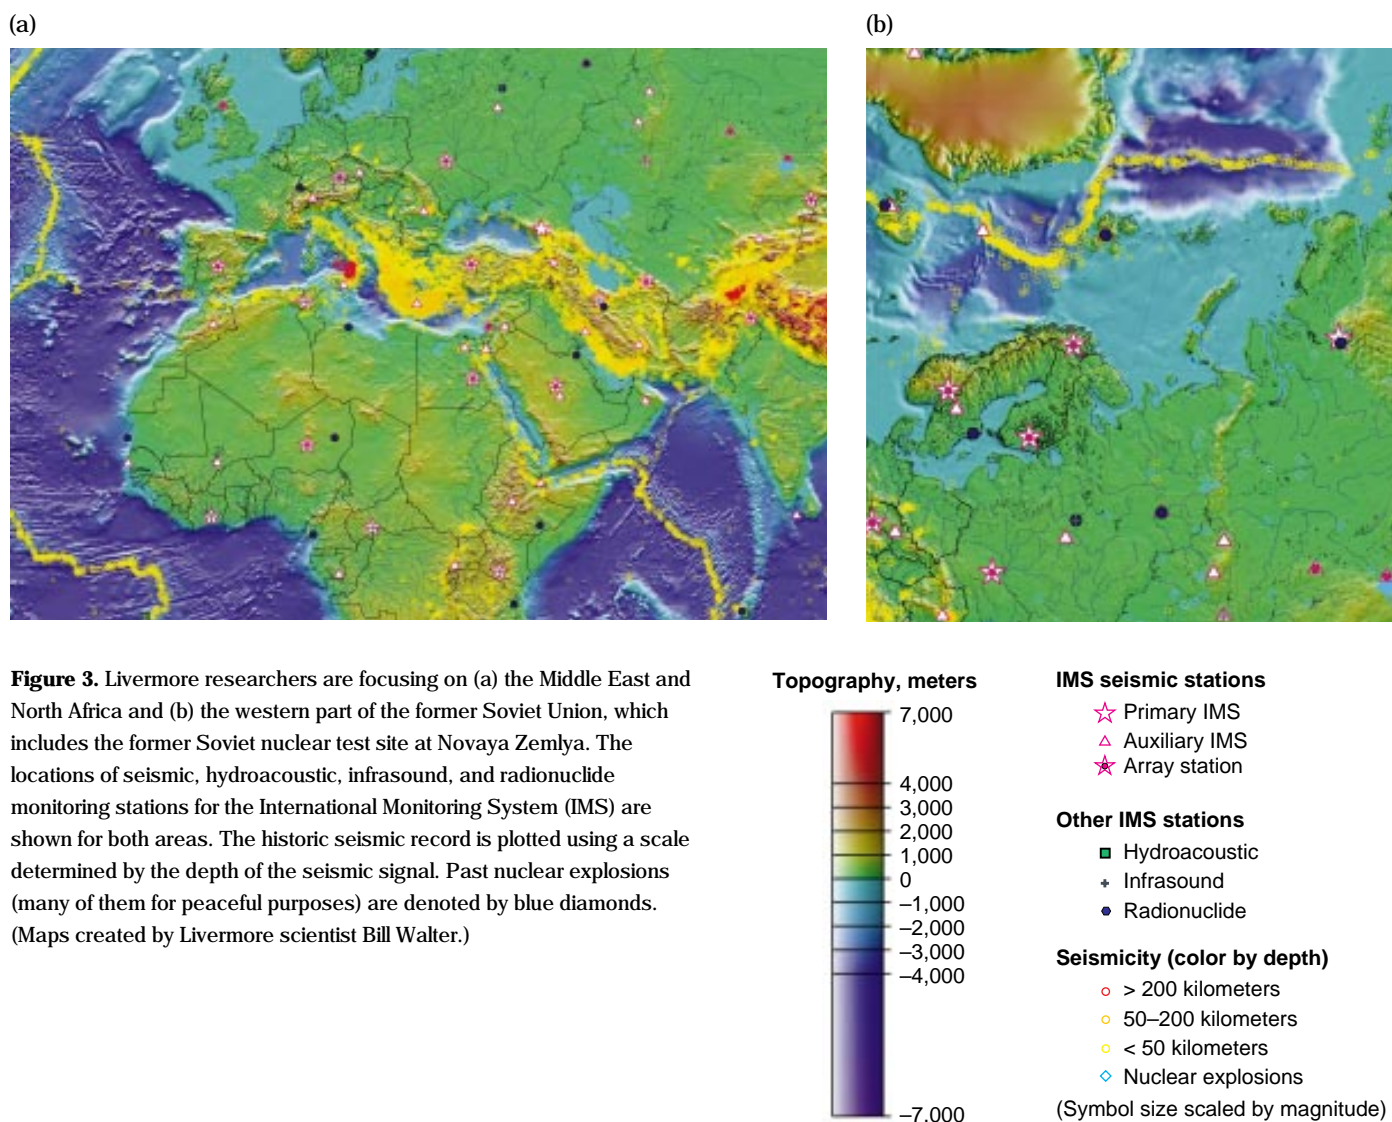 (a)
(b)
Figure 3. Livermore researchers are focusing on (a) the Middle East and
North Africa and (b) the western part of the former Soviet Union, which
includes the former Soviet nuclear test site at Novaya Zemlya. The
locations of seismic, hydroacoustic, infrasound, and radionuclide
monitoring stations for the International Monitoring System (IMS) are
shown for both areas. The historic seismic record is plotted using a scale
determined by the depth of the seismic signal. Past nuclear explosions
(many of them for peaceful purposes) are denoted by blue diamonds.
(Maps created by Livermore scientist Bill Walter.)
Topography, meters
7,000
4,000
3,000
2,000
1,000
0
–1,000
–2,000
–3,000
–4,000
–7,000
IMS seismic stations
Primary IMS
Auxiliary IMS
Array station
Other IMS stations
Hydroacoustic
Infrasound
Radionuclide
Seismicity (color by depth)
> 200 kilometers
50–200 kilometers
< 50 kilometers
Nuclear explosions
(Symbol size scaled by magnitude)